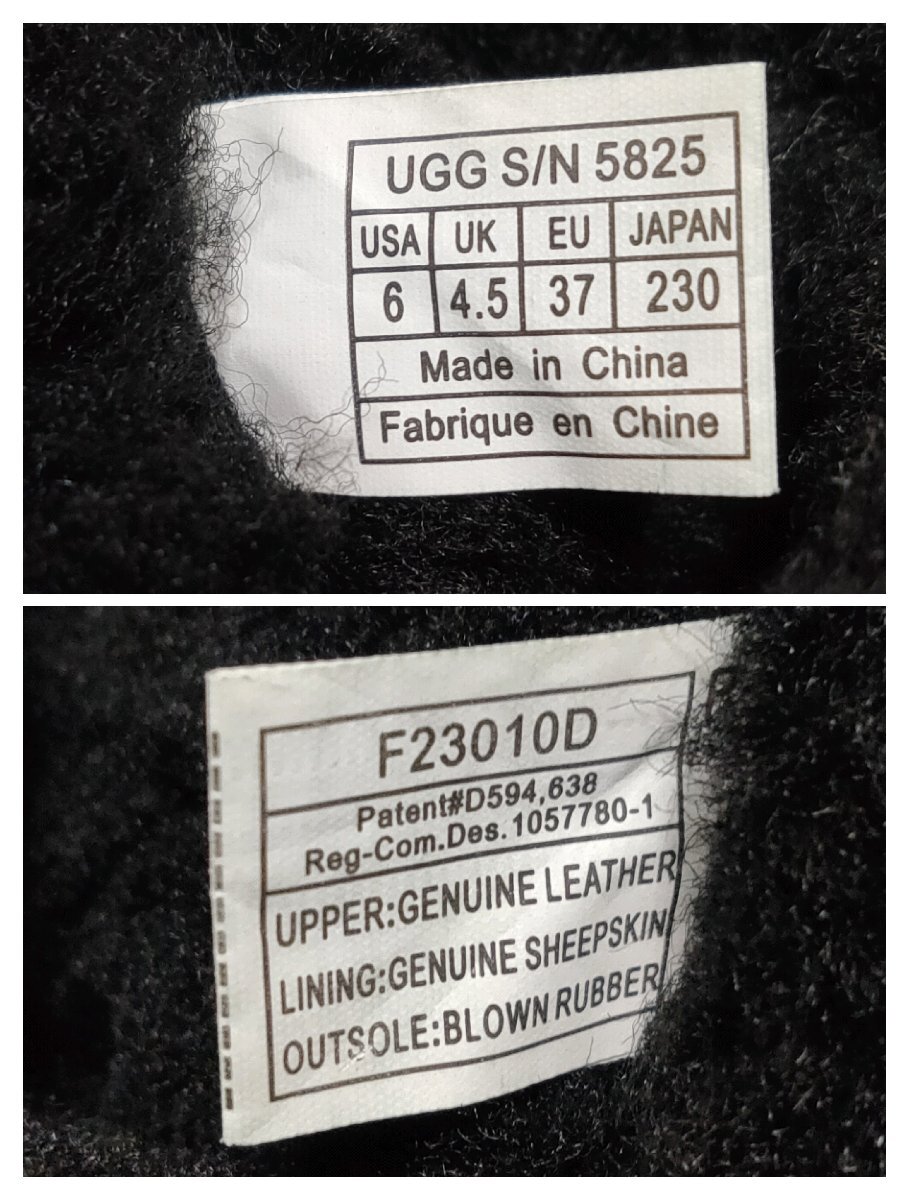 UGG S/N 5825
USA UK EU JAPAN
6 4.5 37 230
Made in China
Fabrique en Chine
F23010D
Patent#D594,638
Reg-Com.Des.1057780-1
UPPER:GENUINE LEATHER
LINING:GENUINE SHEEPSKIN
OUTSOLE:BLOWN RUBBER